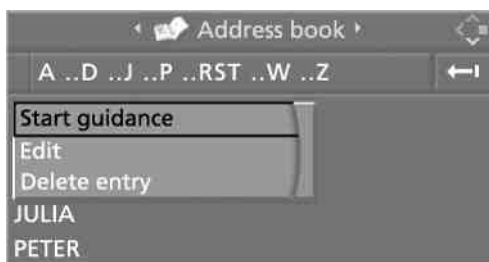 Address book
A ..D ..J ..P ..RST ..W ..Z
Start guidance
Edit
Delete entry
JULIA
PETER